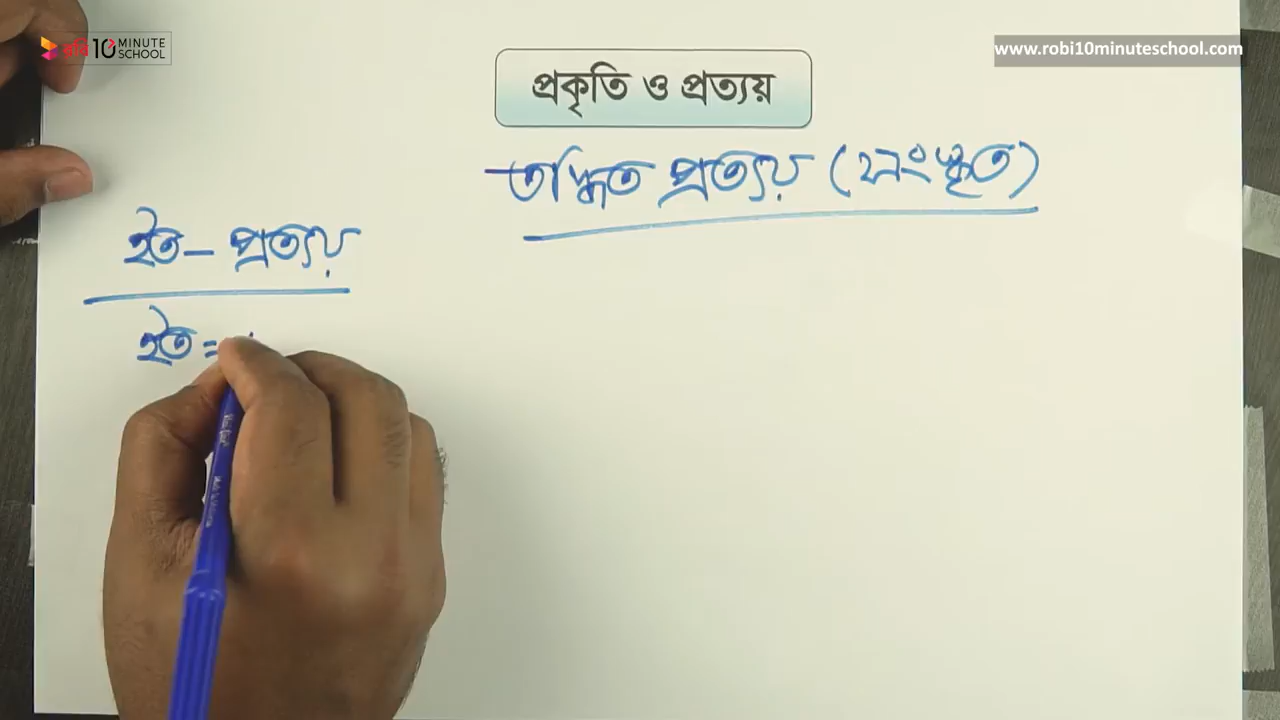 রবি 10 MINUTE SCHOOL
www.robi10minuteschool.com
প্রকৃতি ও প্রত্যয়
তদ্ধিত প্রত্যয় (সংস্কৃত)
ইত – প্রত্যয়
ইত =